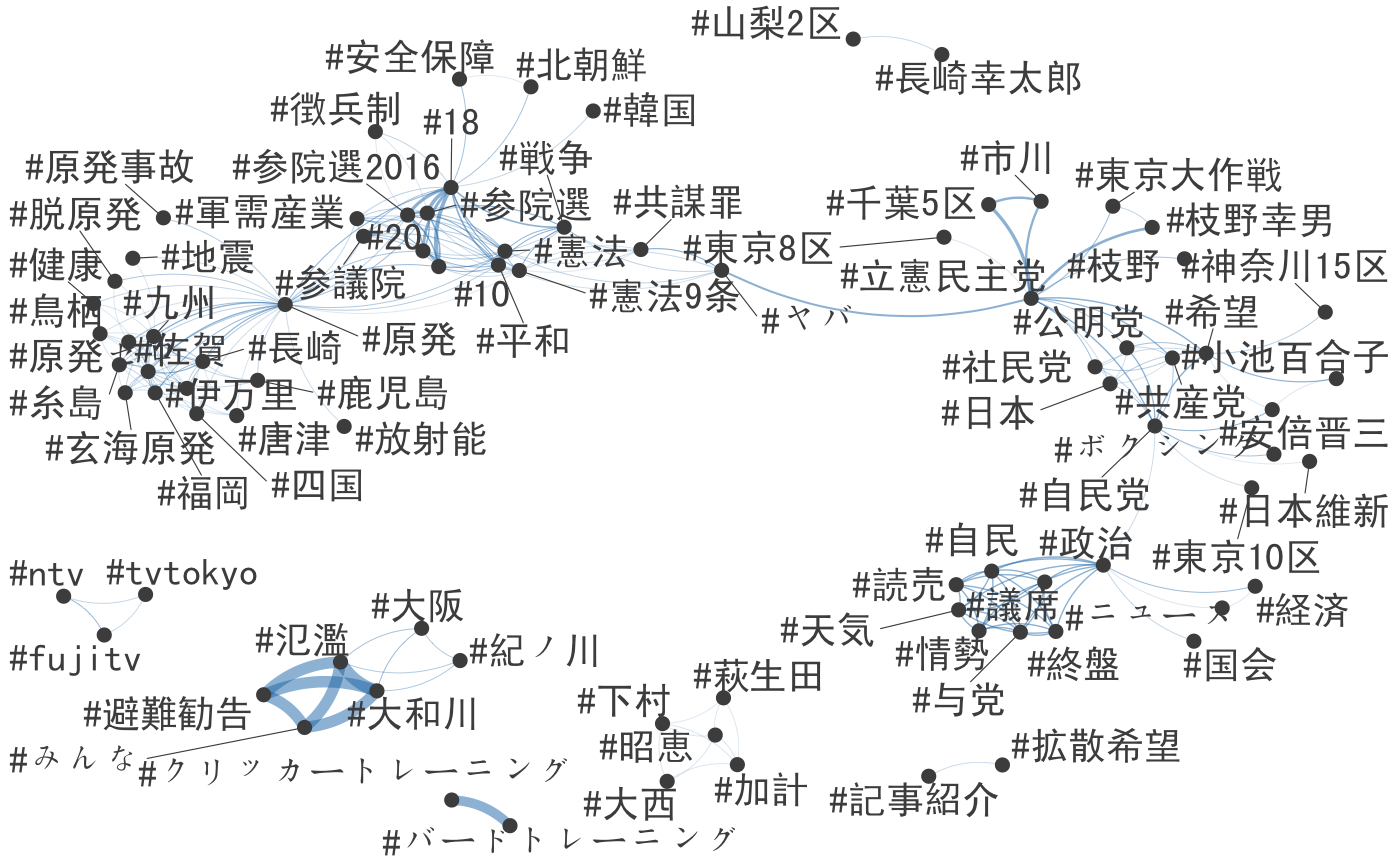 #山梨2区
#長崎幸太郎
#安全保障
#北朝鮮
#徴兵制
#18
#韓国
#原発事故
#参院選2016
#戦争
#市川
#東京大作戦
#脱原発
#軍需産業
#参院選
#共謀罪
#千葉5区
#枝野幸男
#健康
#地震
#20
#憲法
#東京8区
#枝野
#神奈川15区
#鳥栖
#九州
#参議院
#10
#憲法9条
#立憲民主党
#ヤバ
#公明党
#希望
#原発
#佐賀
#長崎
#原発
#平和
#社民党
#小池百合子
#糸島
#伊万里
#鹿児島
#日本
#共産党
#玄海原発
#唐津
#放射能
#ボクシング
#安倍晋三
#福岡
#四国
#自民党
#日本維新
#自民
#政治
#東京10区
#ntv
#tvtokyo
#読売
#議席
#ニュース
#経済
#大阪
#天気
#fujitv
#氾濫
#紀ノ川
#情勢
#終盤
#国会
#避難勧告
#大和川
#下村
#萩生田
#与党
#みんな
#クリッカートレーニング
#昭恵
#拡散希望
#大西
#加計
#記事紹介
#バードトレーニング